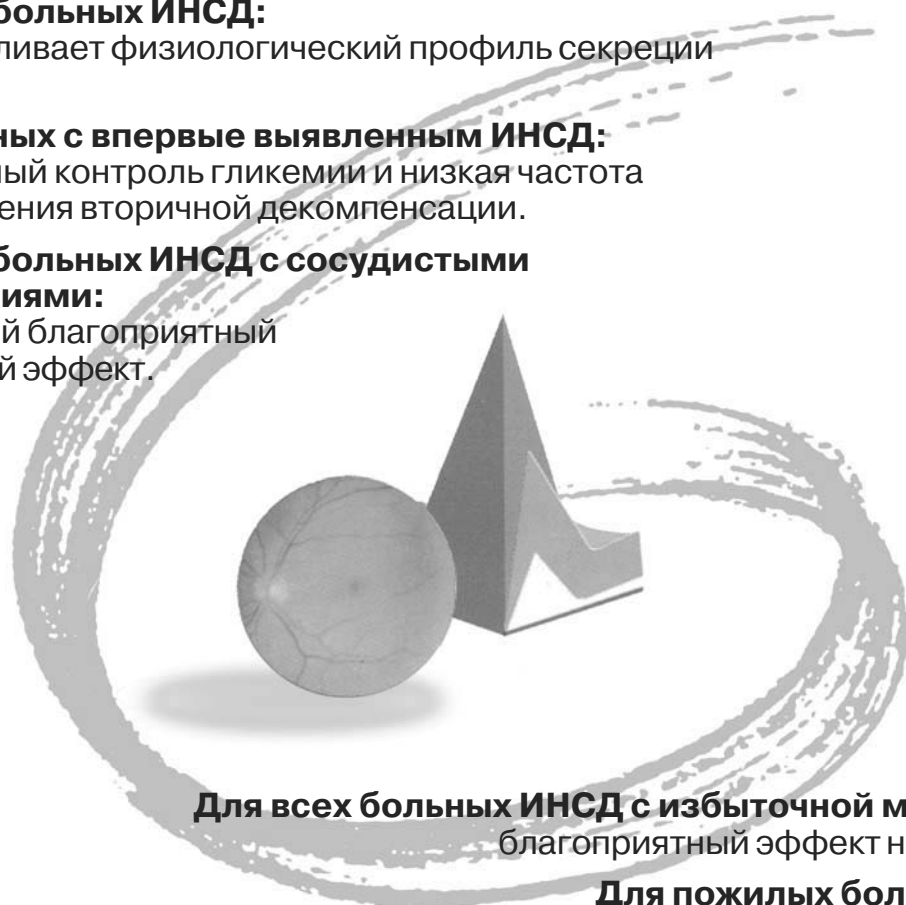 больных ИНСД:
ливает физиологический профиль секреции
ных с впервые выявленным ИНСД:
ный контроль гликемии и низкая частота
ения вторичной декомпенсации.
больных ИНСД с сосудистыми
иями:
й благоприятный
й эффект.
Для всех больных ИНСД с избыточной м
благоприятный эффект н
Для пожилых бол